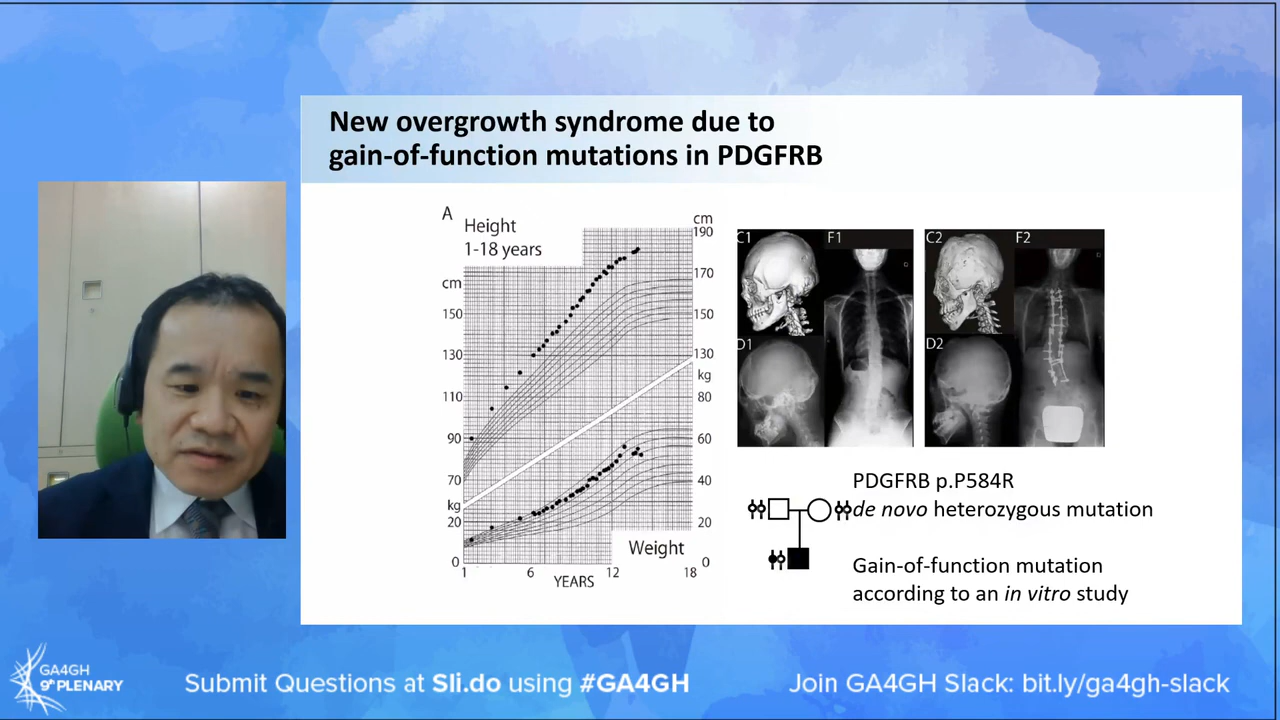 New overgrowth syndrome due to
gain-of-function mutations in PDGFRB
A
Height
1-18 years
cm
190
170
150
130
kg
80
60
40
20
0
cm
150
130
110
90
70
kg
20
0
1
6
12
18
YEARS
Weight
C1
F1
C2
F2
D1
D2
PDGFRB p.P584R
de novo heterozygous mutation
Gain-of-function mutation
according to an in vitro study
GA4GH
9th PLENARY
Submit Questions at Sli.do using #GA4GH
Join GA4GH Slack: bit.ly/ga4gh-slack